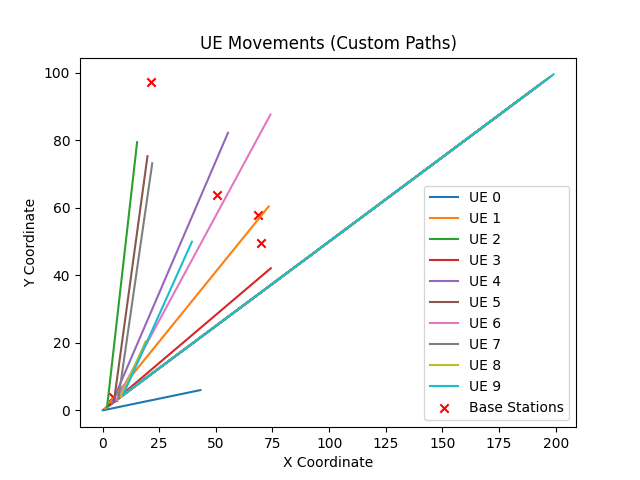 UE Movements (Custom Paths)
100
80
60
40
20
0
Y Coordinate
0
25
50
75
100
125
150
175
200
X Coordinate
UE 0
UE 1
UE 2
UE 3
UE 4
UE 5
UE 6
UE 7
UE 8
UE 9
Base Stations